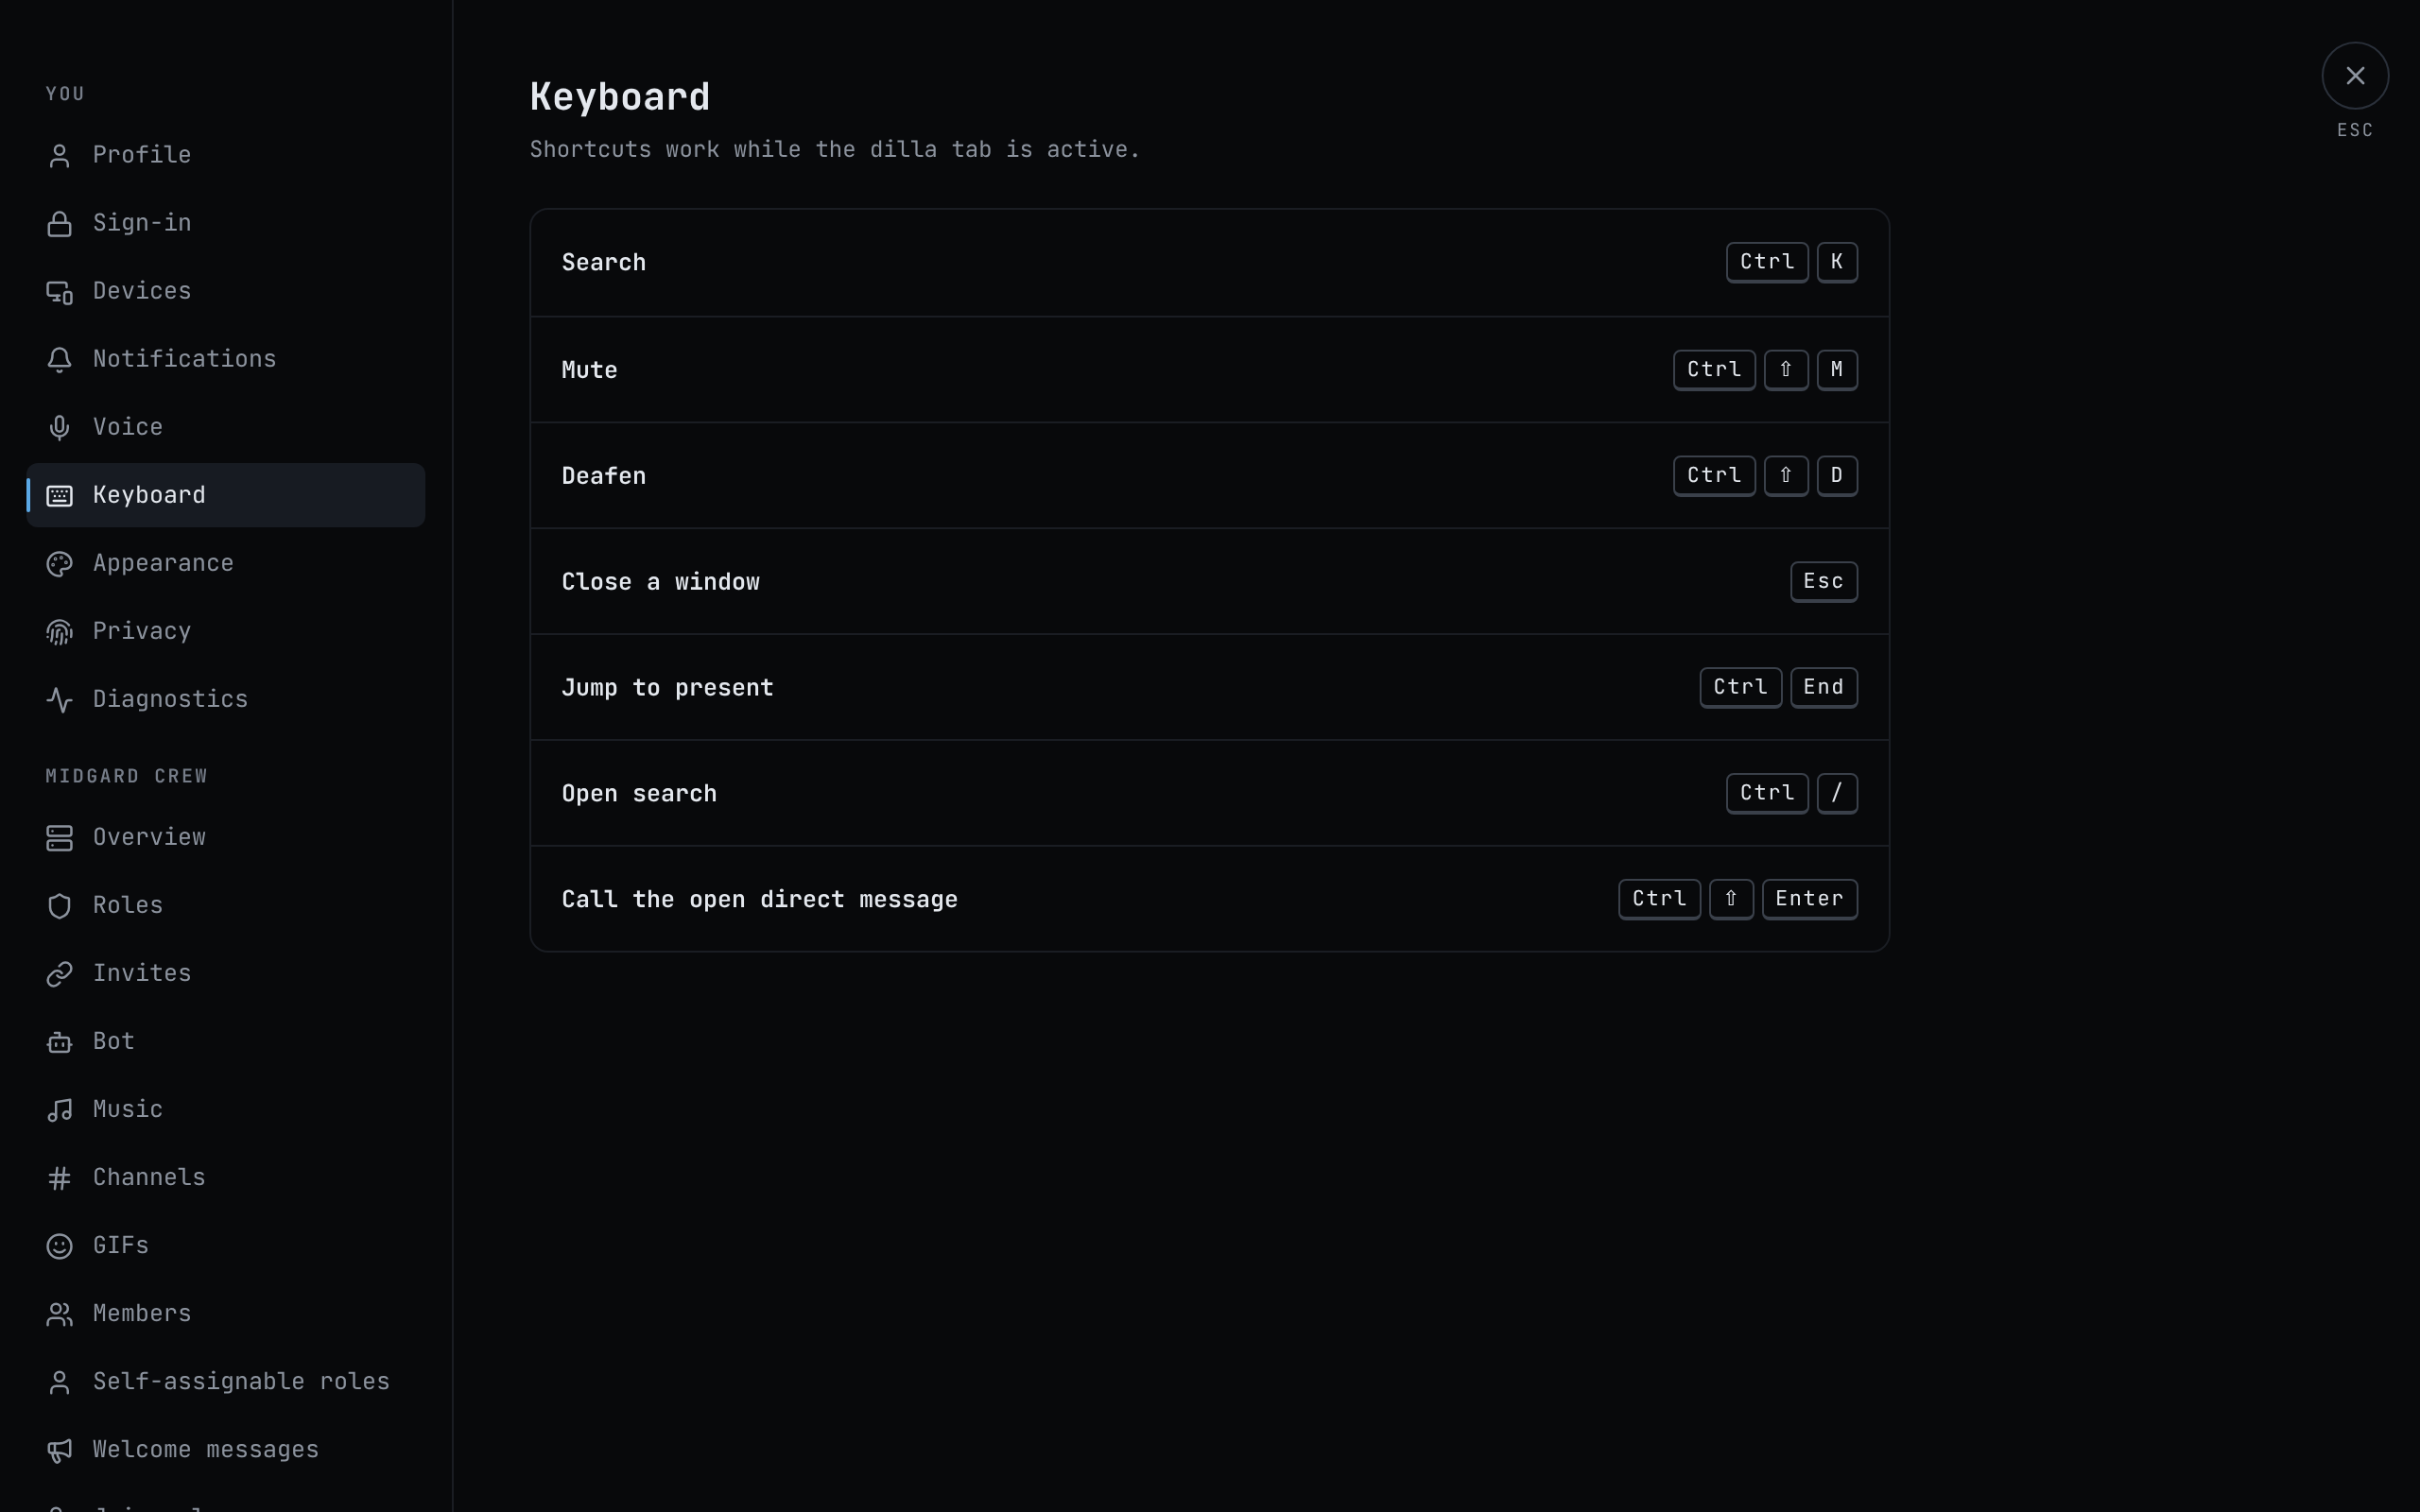 YOU
Profile
Sign-in
Devices
Notifications
Voice
Keyboard
Appearance
Privacy
Diagnostics
MIDGARD CREW
Overview
Roles
Invites
Bot
Music
Channels
GIFs
Members
Self-assignable roles
Welcome messages
Keyboard
Shortcuts work while the dilla tab is active.
ESC
Search Ctrl K
Mute Ctrl ⇧ M
Deafen Ctrl ⇧ D
Close a window Esc
Jump to present Ctrl End
Open search Ctrl /
Call the open direct message Ctrl ⇧ Enter